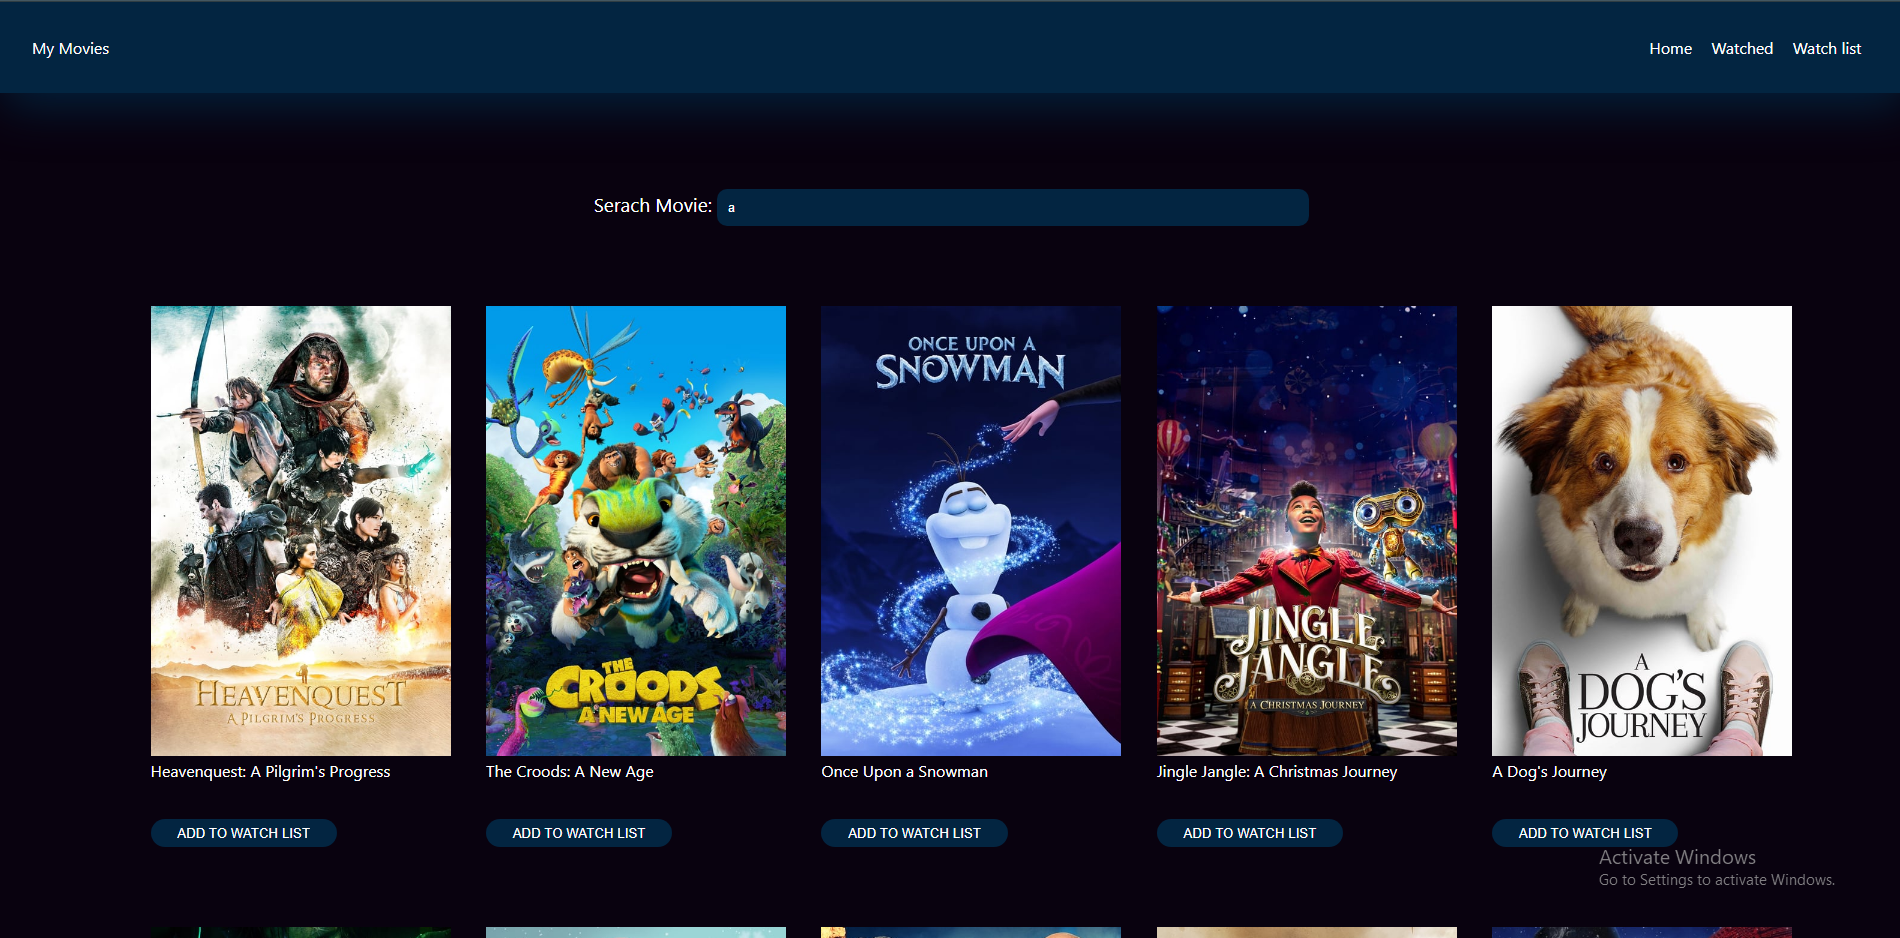 My Movies
Home Watched Watch list
Serach Movie: a
ONCE UPON A
SNOWMAN
HEAVENQUEST
A PILGRIM'S PROGRESS
THE
CROODS
A NEW AGE
JINGLE
JANGLE
A CHRISTMAS JOURNEY
A
DOG'S
JOURNEY
Heavenquest: A Pilgrim's Progress
The Croods: A New Age
Once Upon a Snowman
Jingle Jangle: A Christmas Journey
A Dog's Journey
ADD TO WATCH LIST
ADD TO WATCH LIST
ADD TO WATCH LIST
ADD TO WATCH LIST
ADD TO WATCH LIST
Activate Windows
Go to Settings to activate Windows.